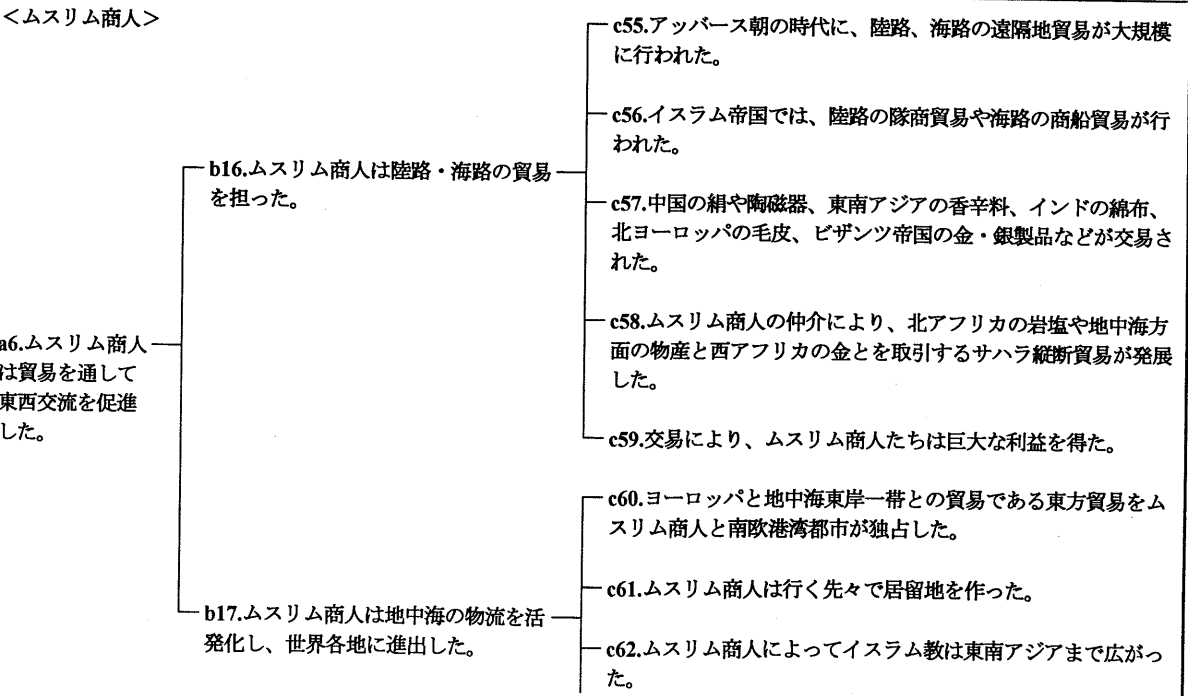 ＜ムスリム商人＞
c55.アッバース朝の時代に、陸路、海路の遠隔地貿易が大規模
に行われた。
c56.イスラム帝国では、陸路の隊商貿易や海路の商船貿易が行
われた。
b16.ムスリム商人は陸路・海路の貿易
を担った。
c57.中国の絹や陶磁器、東南アジアの香辛料、インドの綿布、
北ヨーロッパの毛皮、ビザンツ帝国の金・銀製品などが交易さ
れた。
c58.ムスリム商人の仲介により、北アフリカの岩塩や地中海方
面の物産と西アフリカの金とを取引するサハラ縦断貿易が発展
した。
a6.ムスリム商人
は貿易を通して
東西交流を促進
した。
c59.交易により、ムスリム商人たちは巨大な利益を得た。
c60.ヨーロッパと地中海東岸一帯との貿易である東方貿易をム
スリム商人と南欧港湾都市が独占した。
c61.ムスリム商人は行く先々で居留地を作った。
b17.ムスリム商人は地中海の物流を活
発化し、世界各地に進出した。
c62.ムスリム商人によってイスラム教は東南アジアまで広がっ
た。